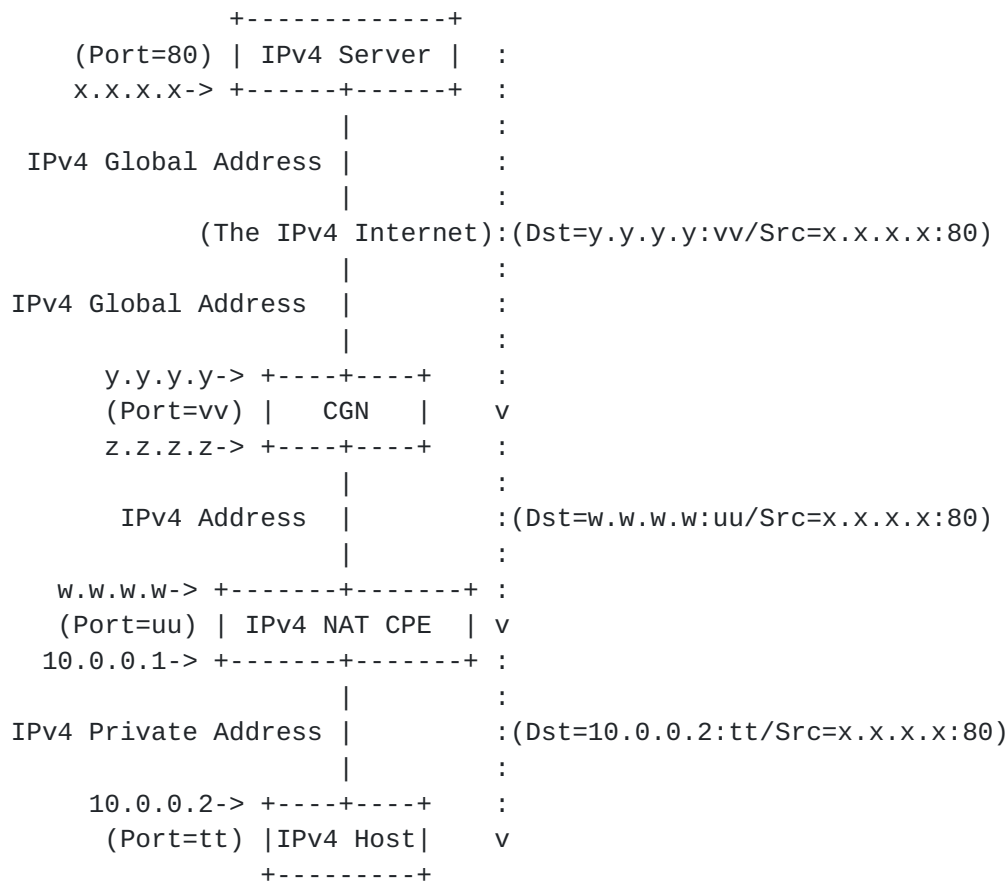 +-------------+
(Port=80) | IPv4 Server | :
x.x.x.x-> +------+------+ :
| :
IPv4 Global Address | :
| :
(The IPv4 Internet):(Dst=y.y.y.y:vv/Src=x.x.x.x:80)
| :
IPv4 Global Address | :
| :
y.y.y.y-> +----+----+ :
(Port=vv) | CGN | v
z.z.z.z-> +----+----+ :
| :
IPv4 Address | :(Dst=w.w.w.w:uu/Src=x.x.x.x:80)
| :
w.w.w.w-> +-------+-------+ :
(Port=uu) | IPv4 NAT CPE | v
10.0.0.1-> +-------+-------+ :
| :
IPv4 Private Address | :(Dst=10.0.0.2:tt/Src=x.x.x.x:80)
| :
10.0.0.2-> +----+----+ :
(Port=tt) |IPv4 Host| v
+---------+